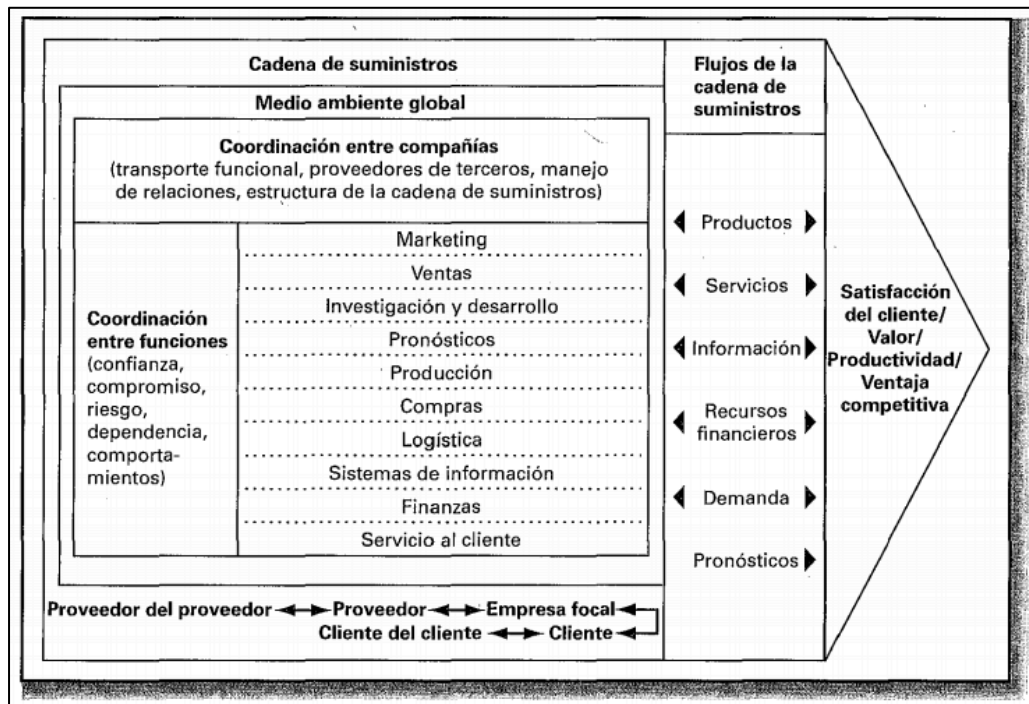 Cadena de suministros
Medio ambiente global
Coordinación entre compañías
(transporte funcional, proveedores de terceros, manejo
de relaciones, estructura de la cadena de suministros)
Coordinación
entre funciones
(confianza,
compromiso,
riesgo,
dependencia,
comporta-
mientos)
Marketing
Ventas
Investigación y desarrollo
Pronósticos
Producción
Compras
Logística
Sistemas de información
Finanzas
Servicio al cliente
Proveedor del proveedor Proveedor Empresa focal
Cliente del cliente Cliente
Flujos de la
cadena de
suministros
Productos
Servicios
Información
Recursos
financieros
Demanda
Pronósticos
Satisfacción
del cliente/
Valor/
Productividad/
Ventaja
competitiva